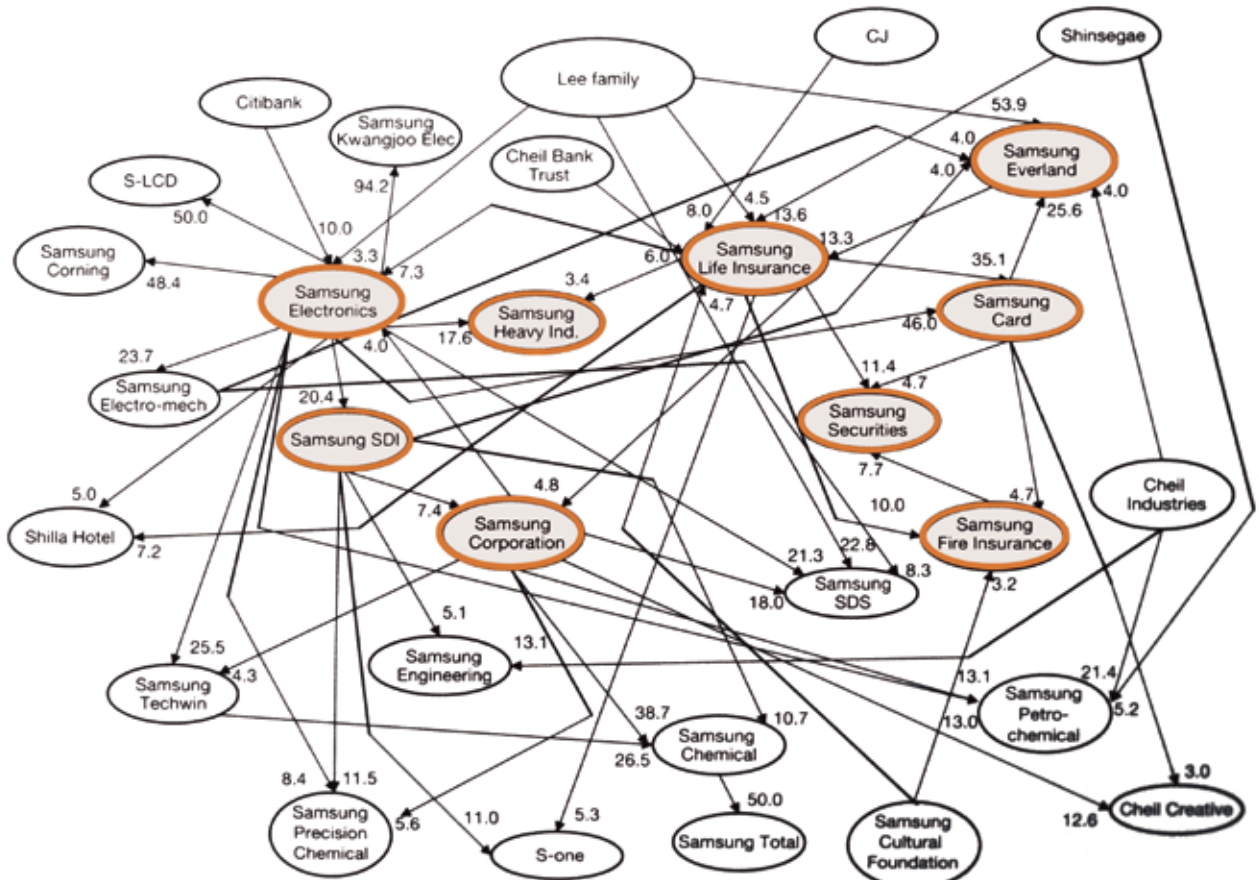 CJ
Shinsegae
Lee family
Citibank
Samsung
Kwangjoo Elec
53.9
Cheil Bank
Trust
4.0
Samsung
Everland
S-LCD
94.2
4.0
4.0
50.0
4.5
8.0
13.6
25.6
10.0
Samsung
Corning
3.3
6.0
Samsung
Life Insurance
13.3
48.4
7.3
3.4
35.1
Samsung
Electronics
4.7
Samsung
Heavy Ind.
Samsung
Card
17.6
46.0
4.0
23.7
Samsung
Electro-mech
11.4
4.7
20.4
Samsung
Securities
Samsung SDI
7.7
5.0
4.8
10.0
4.7
Cheil
Industries
7.4
Samsung
Corporation
Shilla Hotel
Samsung
Fire Insurance
7.2
21.3
22.8
8.3
3.2
18.0
Samsung
SDS
5.1
25.5
13.1
Samsung
Engineering
4.3
13.1
21.4
Samsung
Techwin
Samsung
Petro-
chemical
5.2
13.0
38.7
10.7
Samsung
Chemical
26.5
8.4
11.5
3.0
50.0
Samsung
Precision
Chemical
5.6
11.0
5.3
12.6
Cheil Creative
S-one
Samsung Total
Samsung
Cultural
Foundation